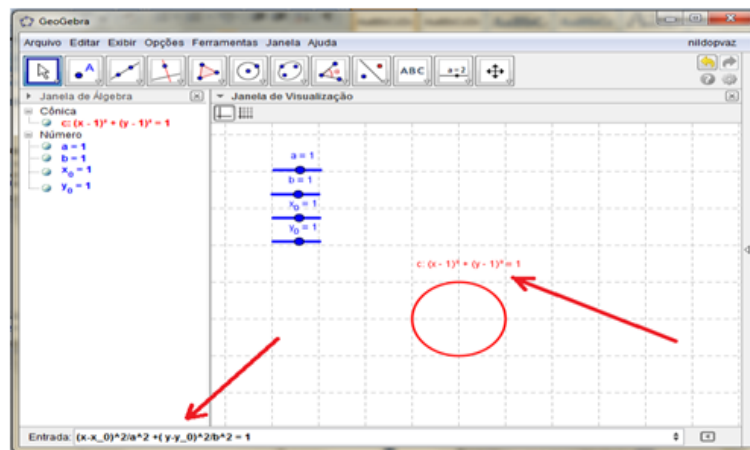 GeoGebra
Arquivo Editar Exibir Opções Ferramentas Janela Ajuda
nildopvaz
A
ABC
a=2
Janela de Álgebra
Janela de Visualização
Cônica
c: (x - 1)² + (y - 1)² = 1
Número
a = 1
b = 1
x₀ = 1
y₀ = 1
a = 1
b = 1
x₀ = 1
y₀ = 1
c: (x - 1)² + (y - 1)² = 1
Entrada: (x-x_0)^2/a^2 +( y-y_0)^2/b^2 = 1